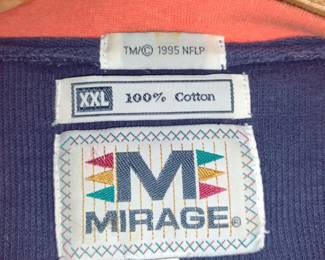 TM/© 1995 NFLP
XXL 100% Cotton
M
MIRAGE®